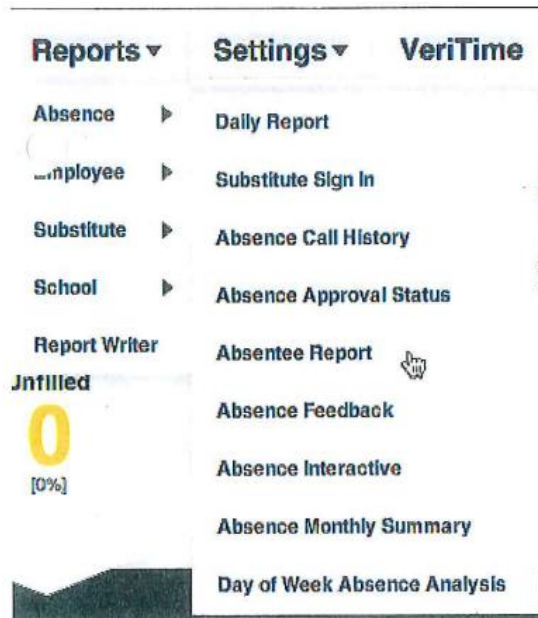 Reports ▾ Settings ▾ VeriTime
Absence
Employee
Substitute
School
Report Writer
Unfilled
0
[0%]
Daily Report
Substitute Sign In
Absence Call History
Absence Approval Status
Absentee Report
Absence Feedback
Absence Interactive
Absence Monthly Summary
Day of Week Absence Analysis